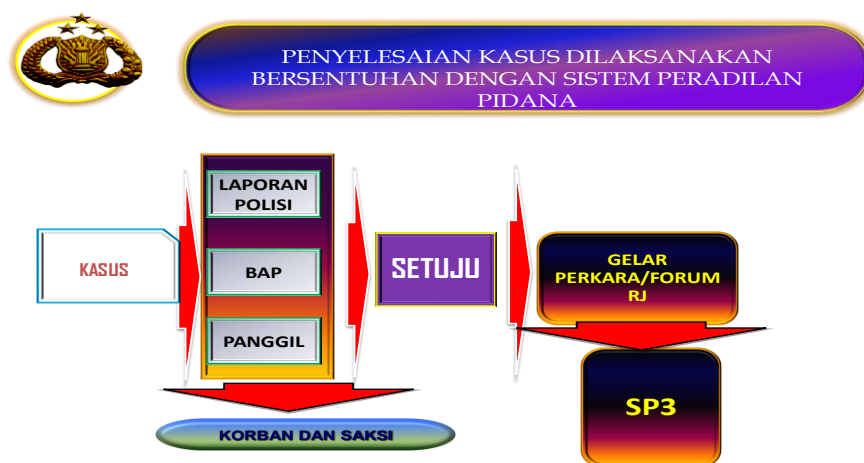 PENYELESAIAN KASUS DILAKSANAKAN
BERSENTUHAN DENGAN SISTEM PERADILAN
PIDANA
KASUS
LAPORAN
POLISI
BAP
PANGGIL
KORBAN DAN SAKSI
SETUJU
GELAR
PERKARA/FORUM
RJ
SP3